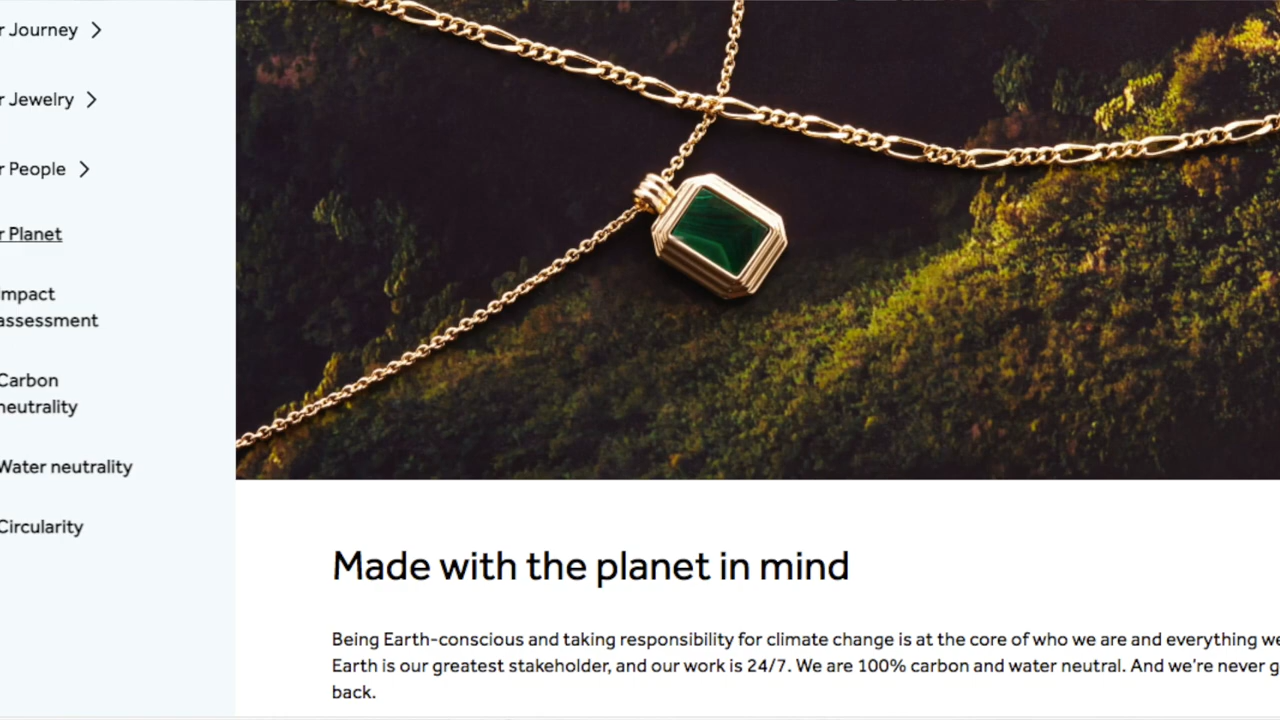 r Journey
r Jewelry
r People
r Planet
mpact
assessment
Carbon
neutrality
Water neutrality
Circularity
Made with the planet in mind
Being Earth-conscious and taking responsibility for climate change is at the core of who we are and everything we
Earth is our greatest stakeholder, and our work is 24/7. We are 100% carbon and water neutral. And we're never g
back.